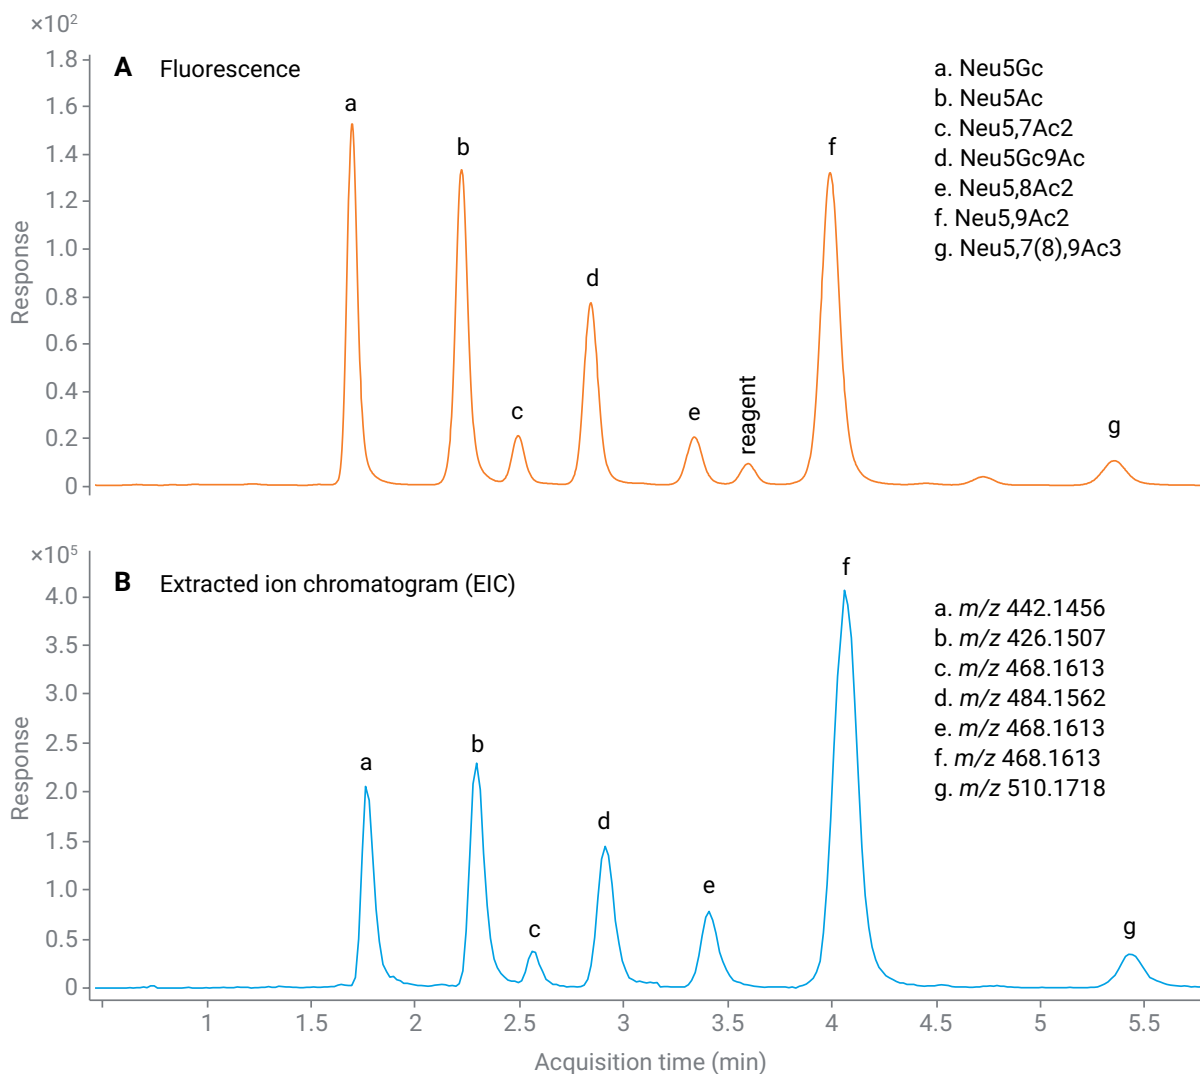 ×10²
1.8
1.6
1.4
1.2
1.0
0.8
0.6
0.4
0.2
0
Response
A Fluorescence
a
b
c
d
e
reagent
f
g
a. Neu5Gc
b. Neu5Ac
c. Neu5,7Ac2
d. Neu5Gc9Ac
e. Neu5,8Ac2
f. Neu5,9Ac2
g. Neu5,7(8),9Ac3
×10⁵
4.0
3.5
3.0
2.5
2.0
1.5
1.0
0.5
0
Response
B Extracted ion chromatogram (EIC)
a
b
c
d
e
f
g
a. m/z 442.1456
b. m/z 426.1507
c. m/z 468.1613
d. m/z 484.1562
e. m/z 468.1613
f. m/z 468.1613
g. m/z 510.1718
1 1.5 2 2.5 3 3.5 4 4.5 5 5.5
Acquisition time (min)